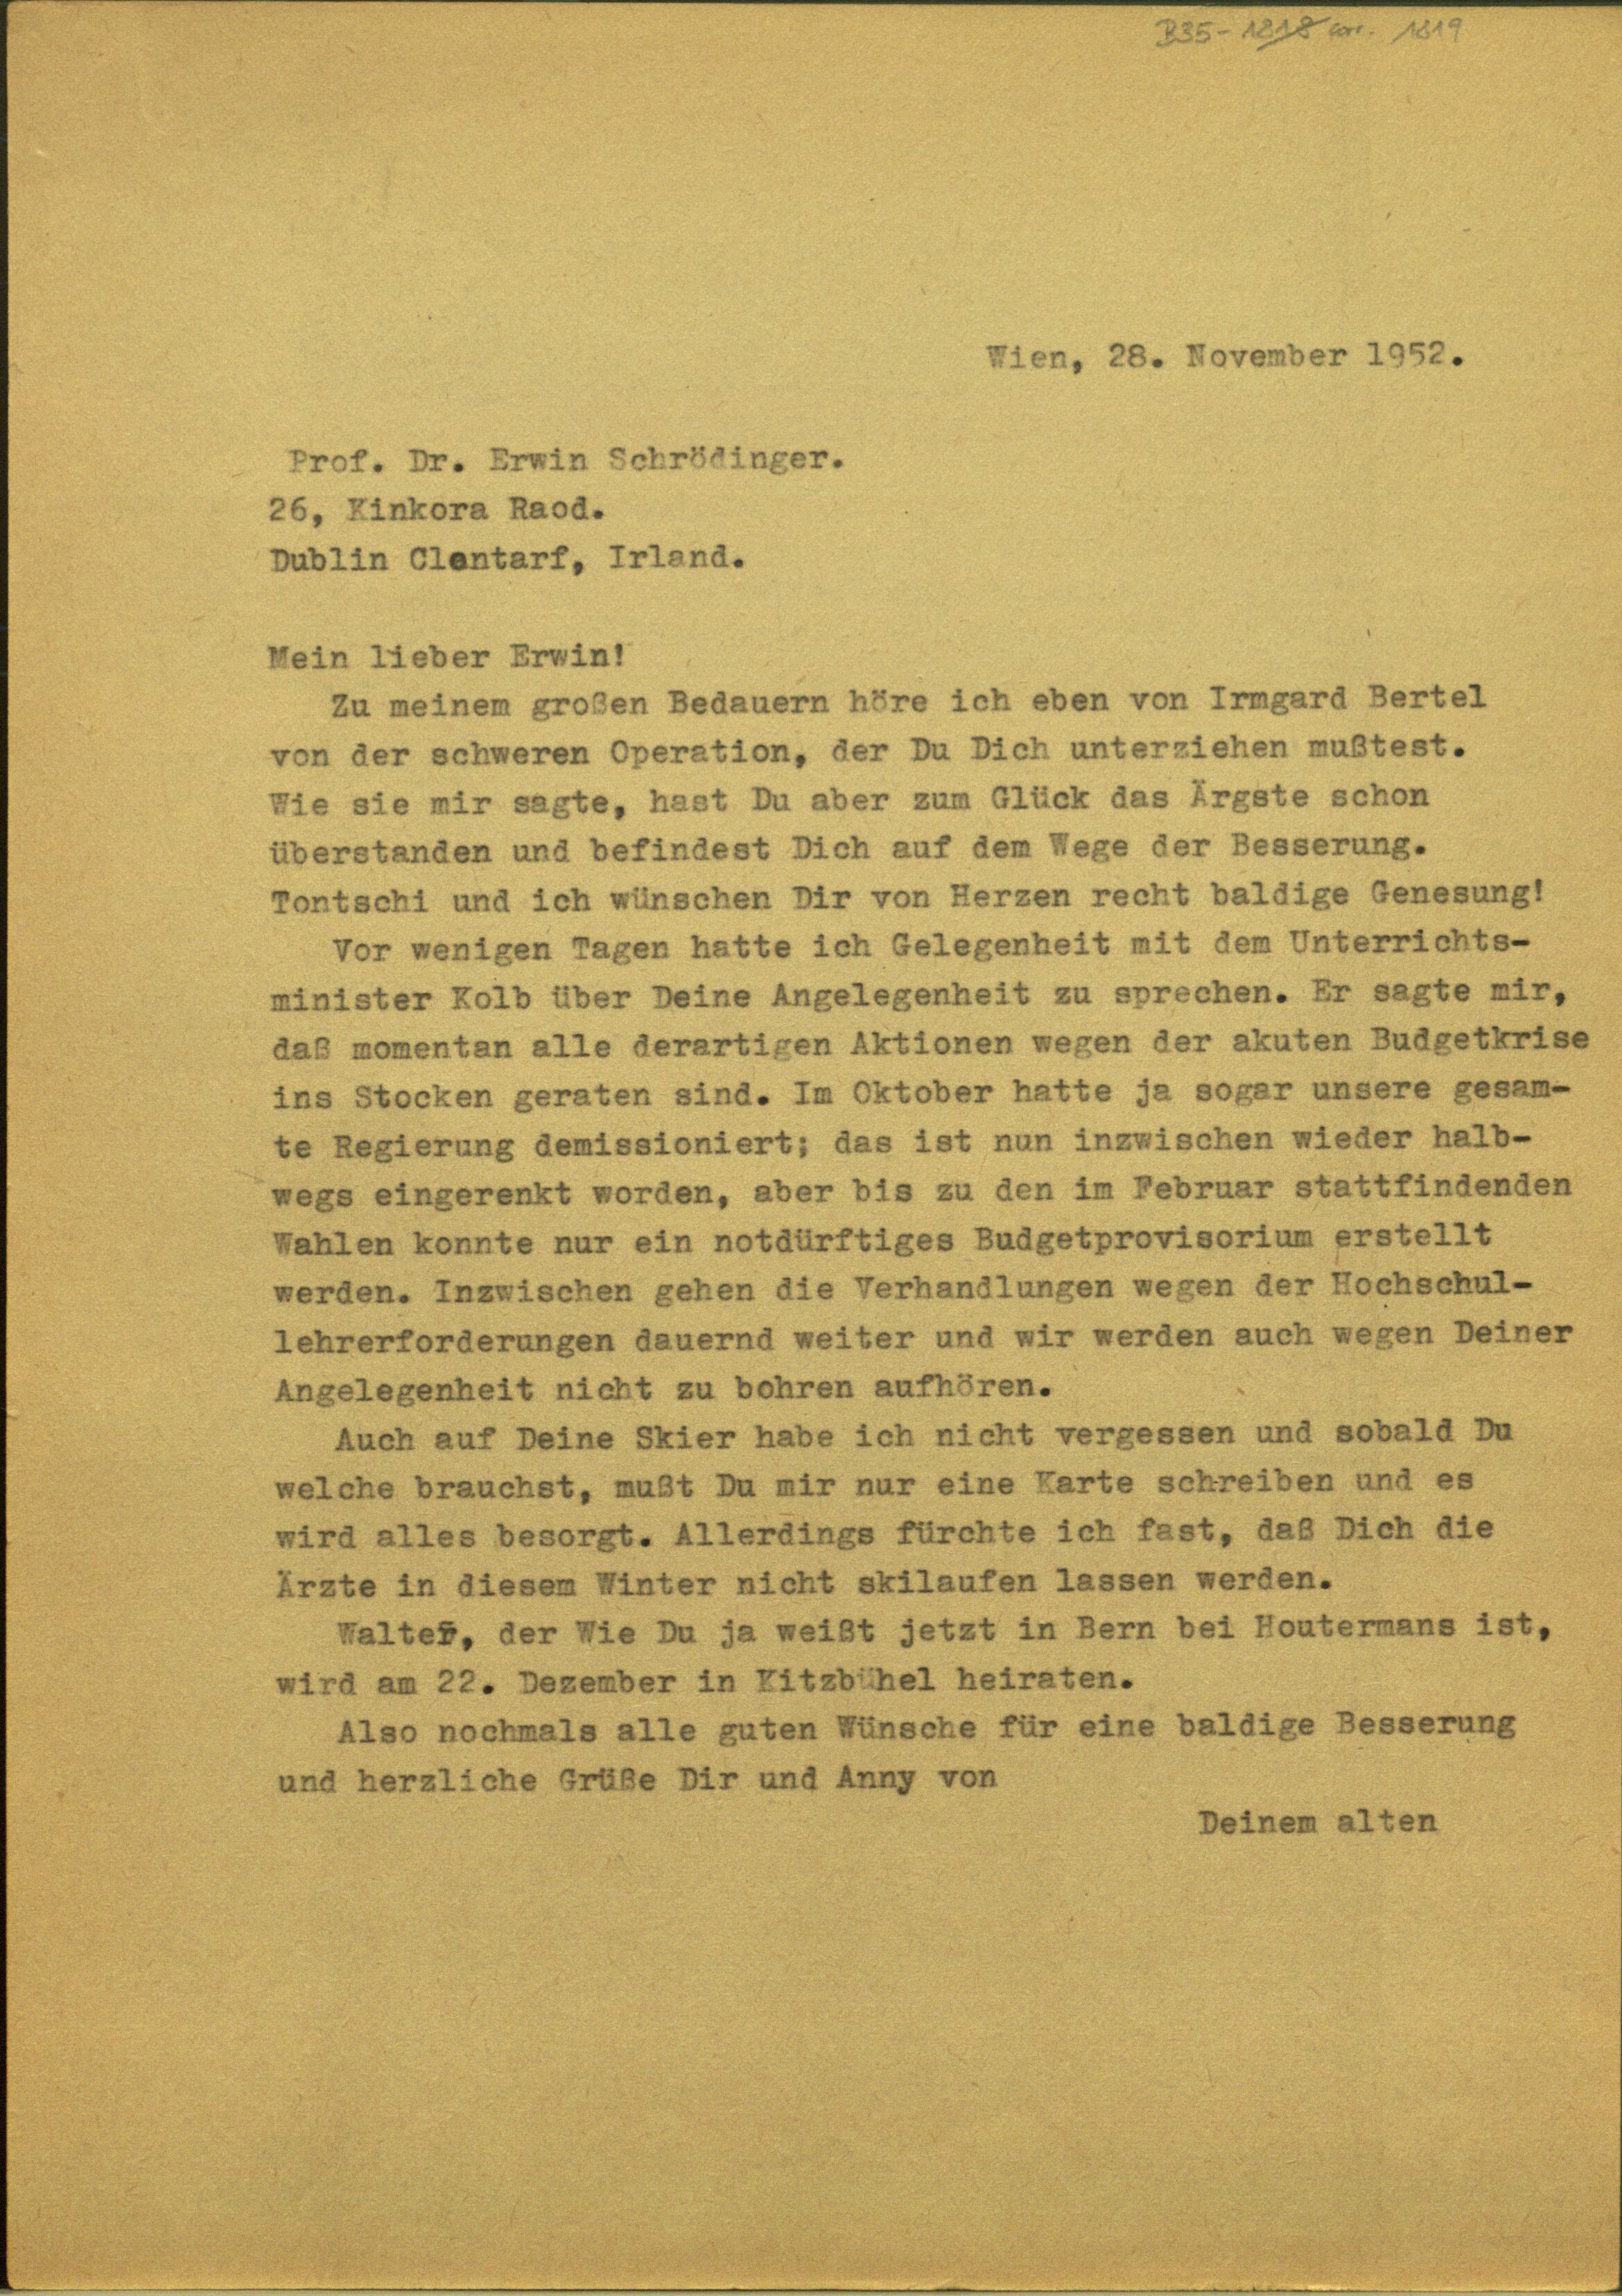 B35-1818 corr. 1819
Wien, 28. November 1952.
Prof. Dr. Erwin Schrödinger.
26, Kinkora Raod.
Dublin Clontarf, Irland.
Mein lieber Erwin!
Zu meinem großen Bedauern höre ich eben von Irmgard Bertel
von der schweren Operation, der Du Dich unterziehen mußtest.
Wie sie mir sagte, hast Du aber zum Glück das Ärgste schon
überstanden und befindest Dich auf dem Wege der Besserung.
Tontschi und ich wünschen Dir von Herzen recht baldige Genesung!
Vor wenigen Tagen hatte ich Gelegenheit mit dem Unterrichts-
minister Kolb über Deine Angelegenheit zu sprechen. Er sagte mir,
daß momentan alle derartigen Aktionen wegen der akuten Budgetkrise
ins Stocken geraten sind. Im Oktober hatte ja sogar unsere gesam-
te Regierung demissioniert; das ist nun inzwischen wieder halb-
wegs eingerenkt worden, aber bis zu den im Februar stattfindenden
Wahlen konnte nur ein notdürftiges Budgetprovisorium erstellt
werden. Inzwischen gehen die Verhandlungen wegen der Hochschul-
lehrerforderungen dauernd weiter und wir werden auch wegen Deiner
Angelegenheit nicht zu bohren aufhören.
Auch auf Deine Skier habe ich nicht vergessen und sobald Du
welche brauchst, mußt Du mir nur eine Karte schreiben und es
wird alles besorgt. Allerdings fürchte ich fast, daß Dich die
Ärzte in diesem Winter nicht skilaufen lassen werden.
Walter, der Wie Du ja weißt jetzt in Bern bei Houtermans ist,
wird am 22. Dezember in Kitzbühel heiraten.
Also nochmals alle guten Wünsche für eine baldige Besserung
und herzliche Grüße Dir und Anny von
Deinem alten